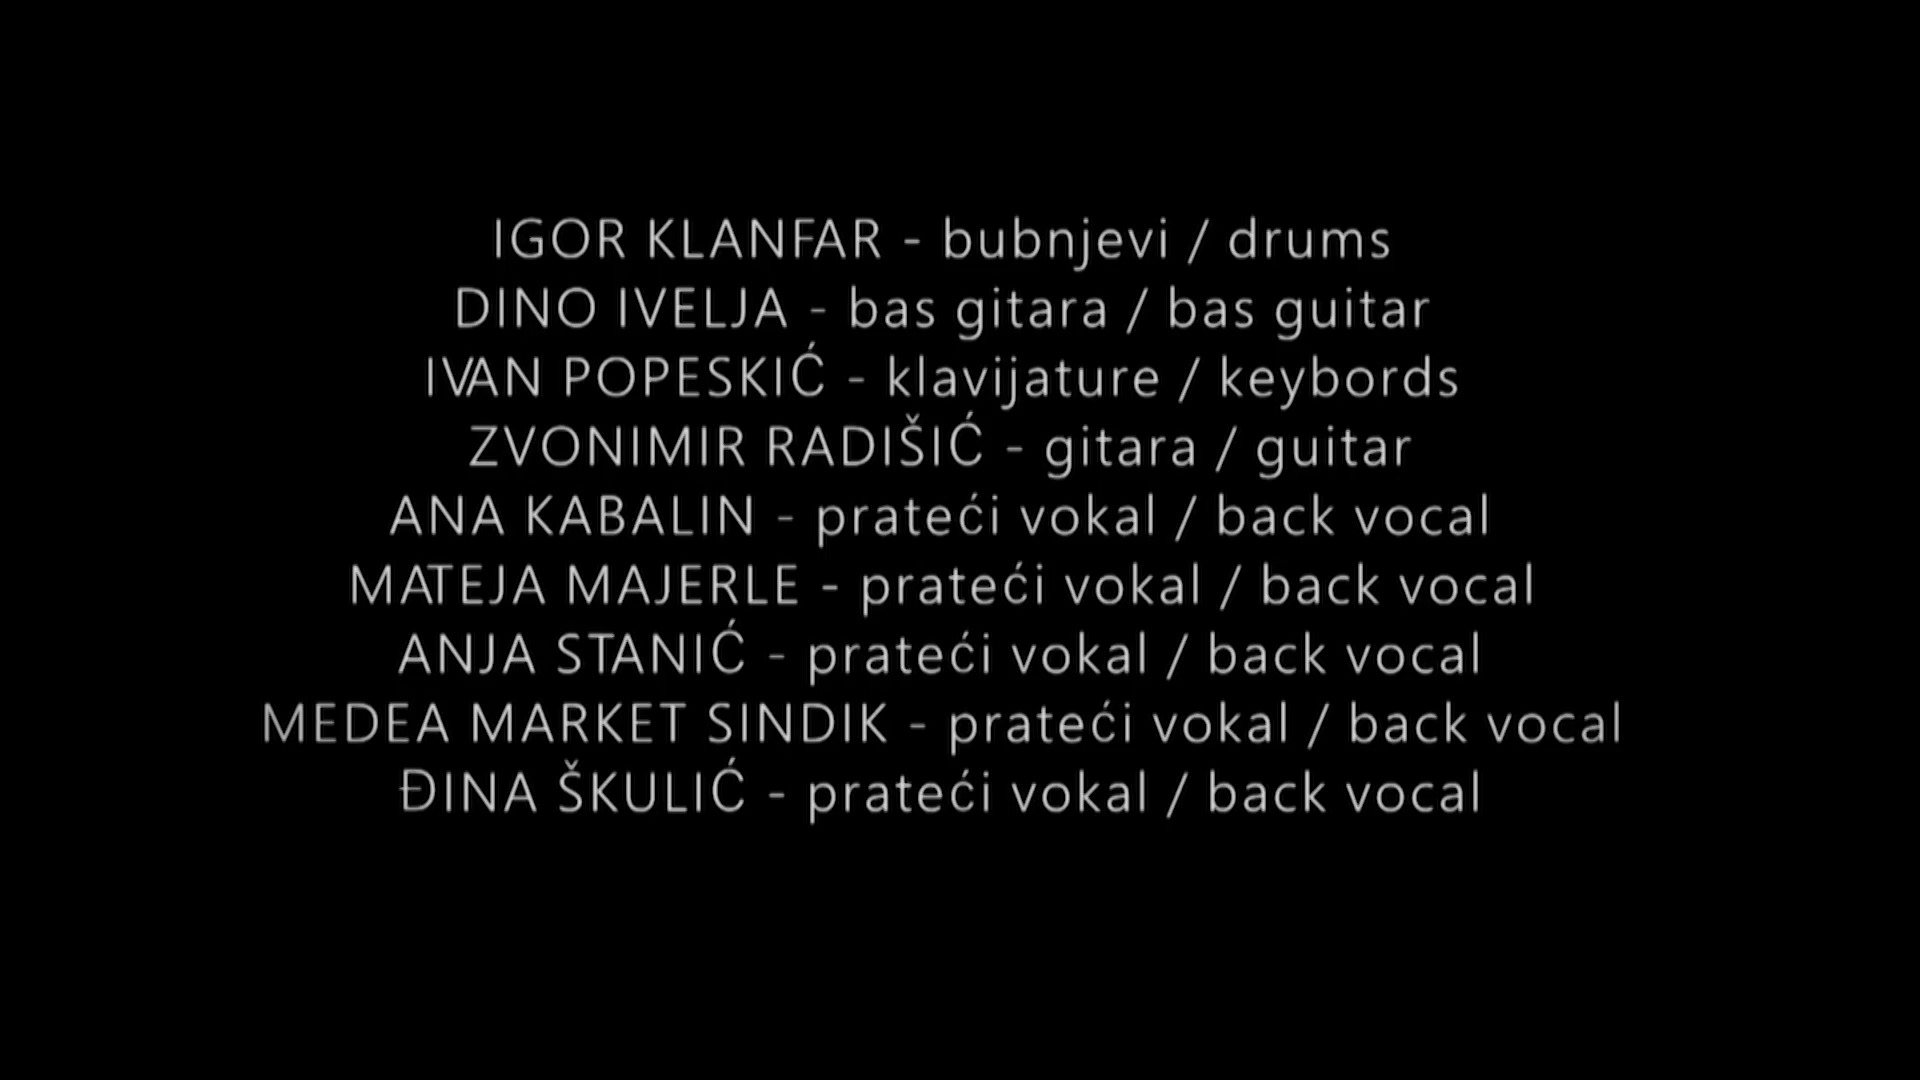 IGOR KLANFAR - bubnjevi / drums
DINO IVELJA - bas gitara / bas guitar
IVAN POPESKIĆ - klavijature / keybords
ZVONIMIR RADIŠIĆ - gitara / guitar
ANA KABALIN - prateći vokal / back vocal
MATEJA MAJERLE - prateći vokal / back vocal
ANJA STANIĆ - prateći vokal / back vocal
MEDEA MARKET SINDIK - prateći vokal / back vocal
ĐINA ŠKULIĆ - prateći vokal / back vocal